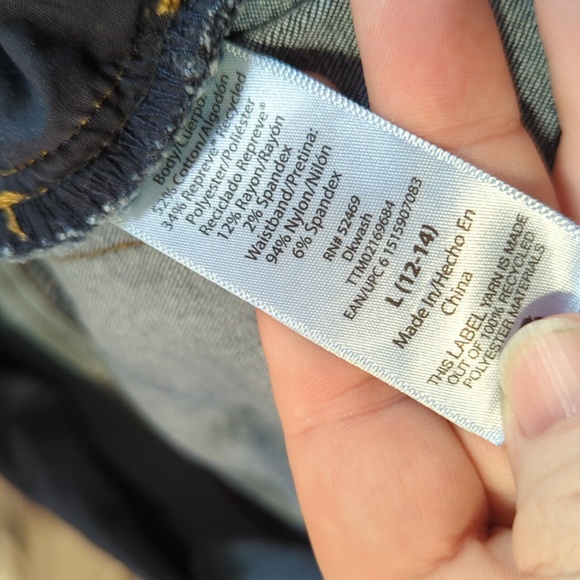 Body/Cuerpo:
52% Cotton/Algodón
34% Repreve® Recycled
Polyester/Poliéster
Reciclado Repreve®
12% Rayon/Rayón
2% Spandex
Waistband/Pretina:
94% Nylon/Nilón
6% Spandex
RN# 52469
DKwash
TTM02169684
EAN/UPC 61515907083
L (12-14)
Made In/Hecho En
China
THIS LABEL YARN IS MADE
OUT OF 100% RECYCLED
POLYESTER MATERIALS